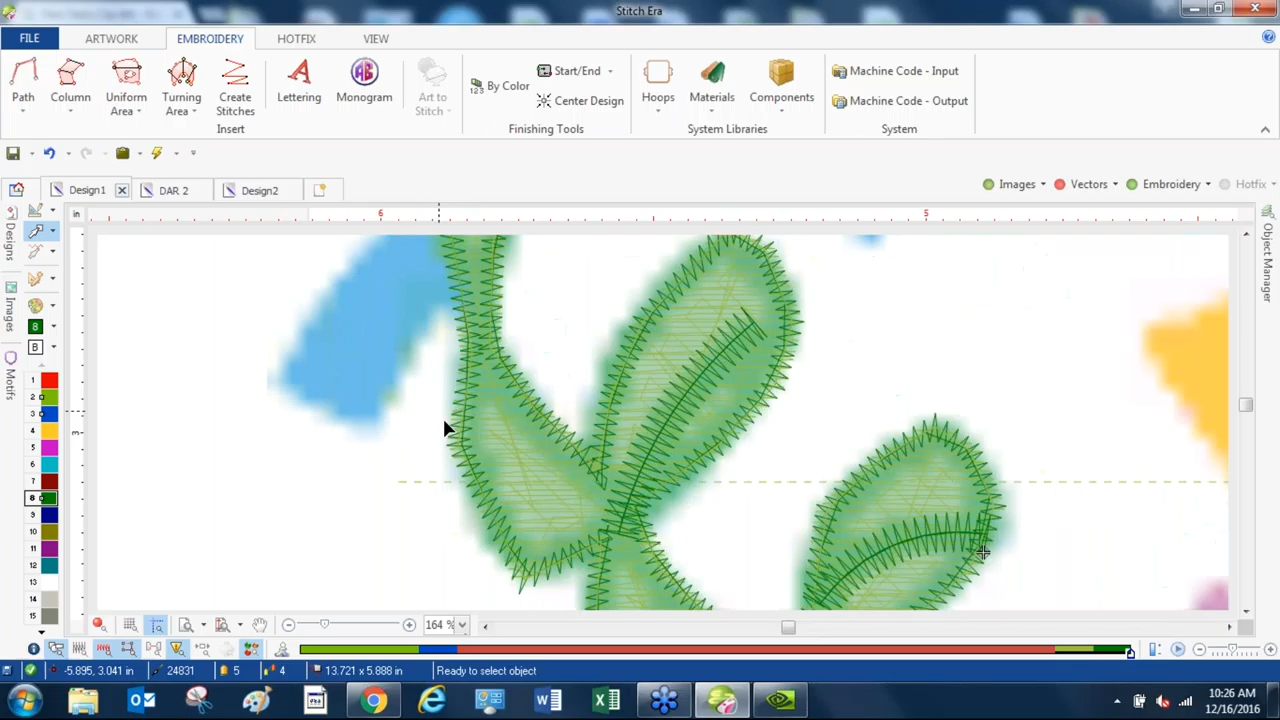 Stitch Era
FILE ARTWORK EMBROIDERY HOTFIX VIEW
Path Column Uniform Area Turning Area Create Stitches Lettering Monogram Art to Stitch
By Color Start/End Center Design
Hoops Materials Components
Machine Code - Input
Machine Code - Output
Insert Finishing Tools System Libraries System
Design1 DAR 2 Design2
Images Vectors Embroidery Hotfix
in 6 5
Designs
Images
Motifs
Object Manager
3
8
B
1
2
3
4
5
6
7
8
9
10
11
12
13
14
15
164 %
-5.895, 3.041 in 24831 5 4 13.721 x 5.888 in Ready to select object
10:26 AM
12/16/2016